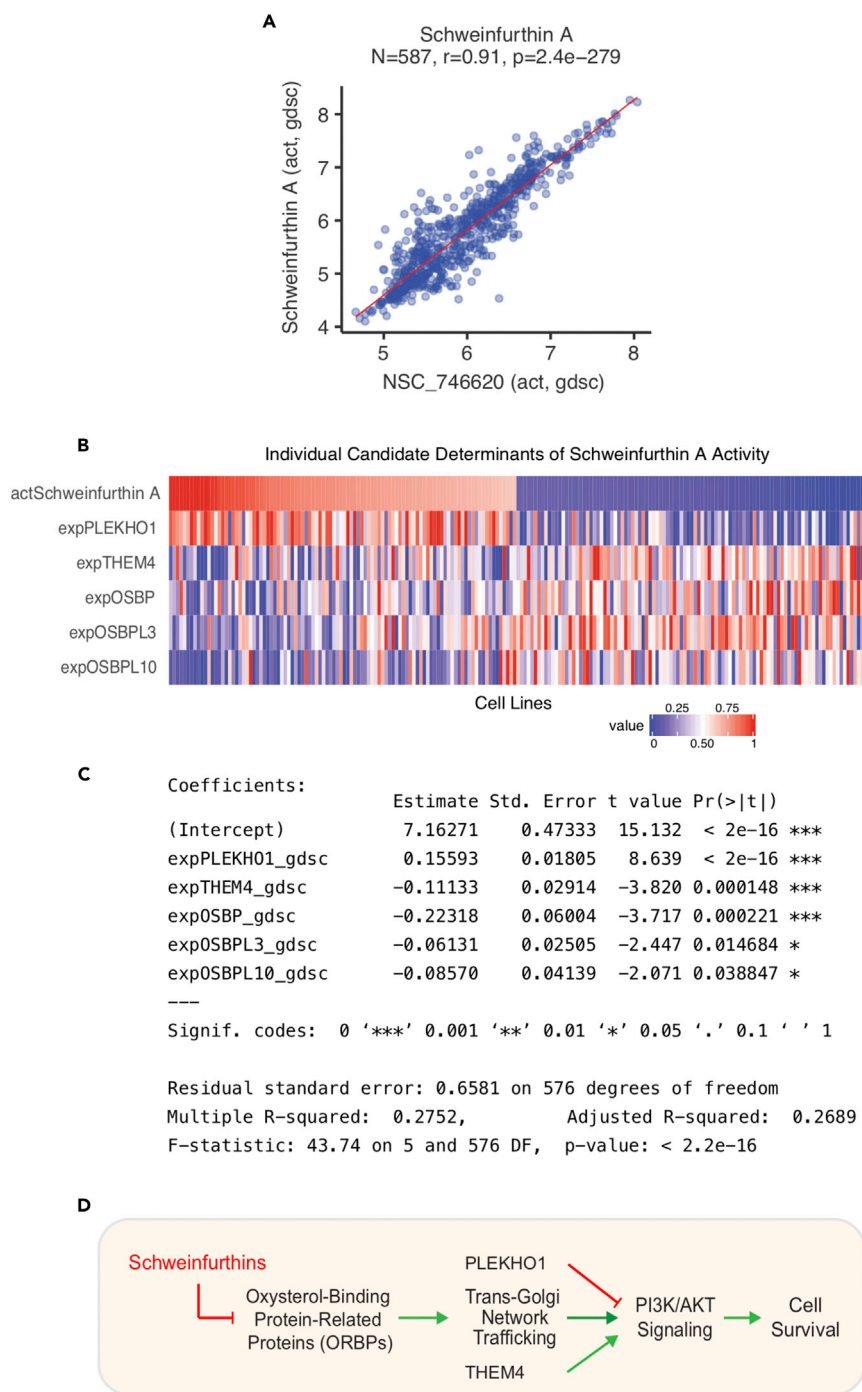 A
Schweinfurthin A
N=587, r=0.91, p=2.4e−279
Schweinfurthin A (act, gdsc)
8
7
6
5
4
5 6 7 8
NSC_746620 (act, gdsc)
B
Individual Candidate Determinants of Schweinfurthin A Activity
actSchweinfurthin A
expPLEKHO1
expTHEM4
expOSBP
expOSBPL3
expOSBPL10
Cell Lines
0.25 0.75
value
0 0.50 1
C
Coefficients:
Estimate Std. Error t value Pr(>|t|)
(Intercept) 7.16271 0.47333 15.132 < 2e-16 ***
expPLEKHO1_gdsc 0.15593 0.01805 8.639 < 2e-16 ***
expTHEM4_gdsc −0.11133 0.02914 −3.820 0.000148 ***
expOSBP_gdsc −0.22318 0.06004 −3.717 0.000221 ***
expOSBPL3_gdsc −0.06131 0.02505 −2.447 0.014684 *
expOSBPL10_gdsc −0.08570 0.04139 −2.071 0.038847 *
−−−
Signif. codes: 0 ‘***’ 0.001 ‘**’ 0.01 ‘*’ 0.05 ‘.’ 0.1 ‘ ’ 1
Residual standard error: 0.6581 on 576 degrees of freedom
Multiple R-squared: 0.2752, Adjusted R-squared: 0.2689
F-statistic: 43.74 on 5 and 576 DF, p-value: < 2.2e-16
D
Schweinfurthins
Oxysterol-Binding
Protein-Related
Proteins (ORBPs)
PLEKHO1
Trans-Golgi
Network
Trafficking
THEM4
PI3K/AKT
Signaling
Cell
Survival